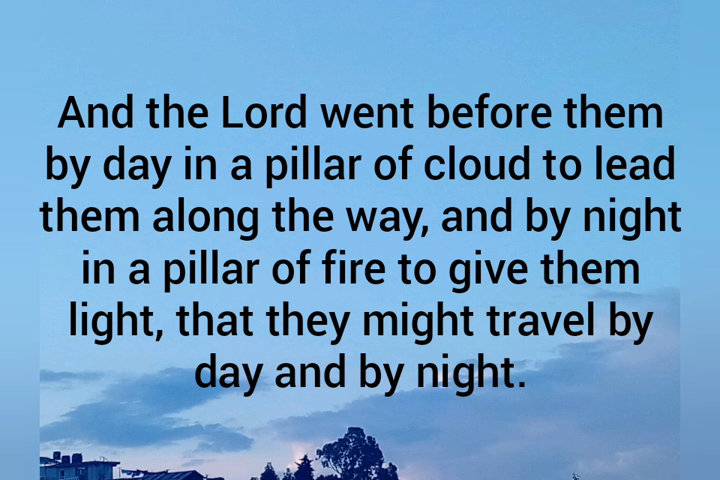 And the Lord went before them
by day in a pillar of cloud to lead
them along the way, and by night
in a pillar of fire to give them
light, that they might travel by
day and by night.